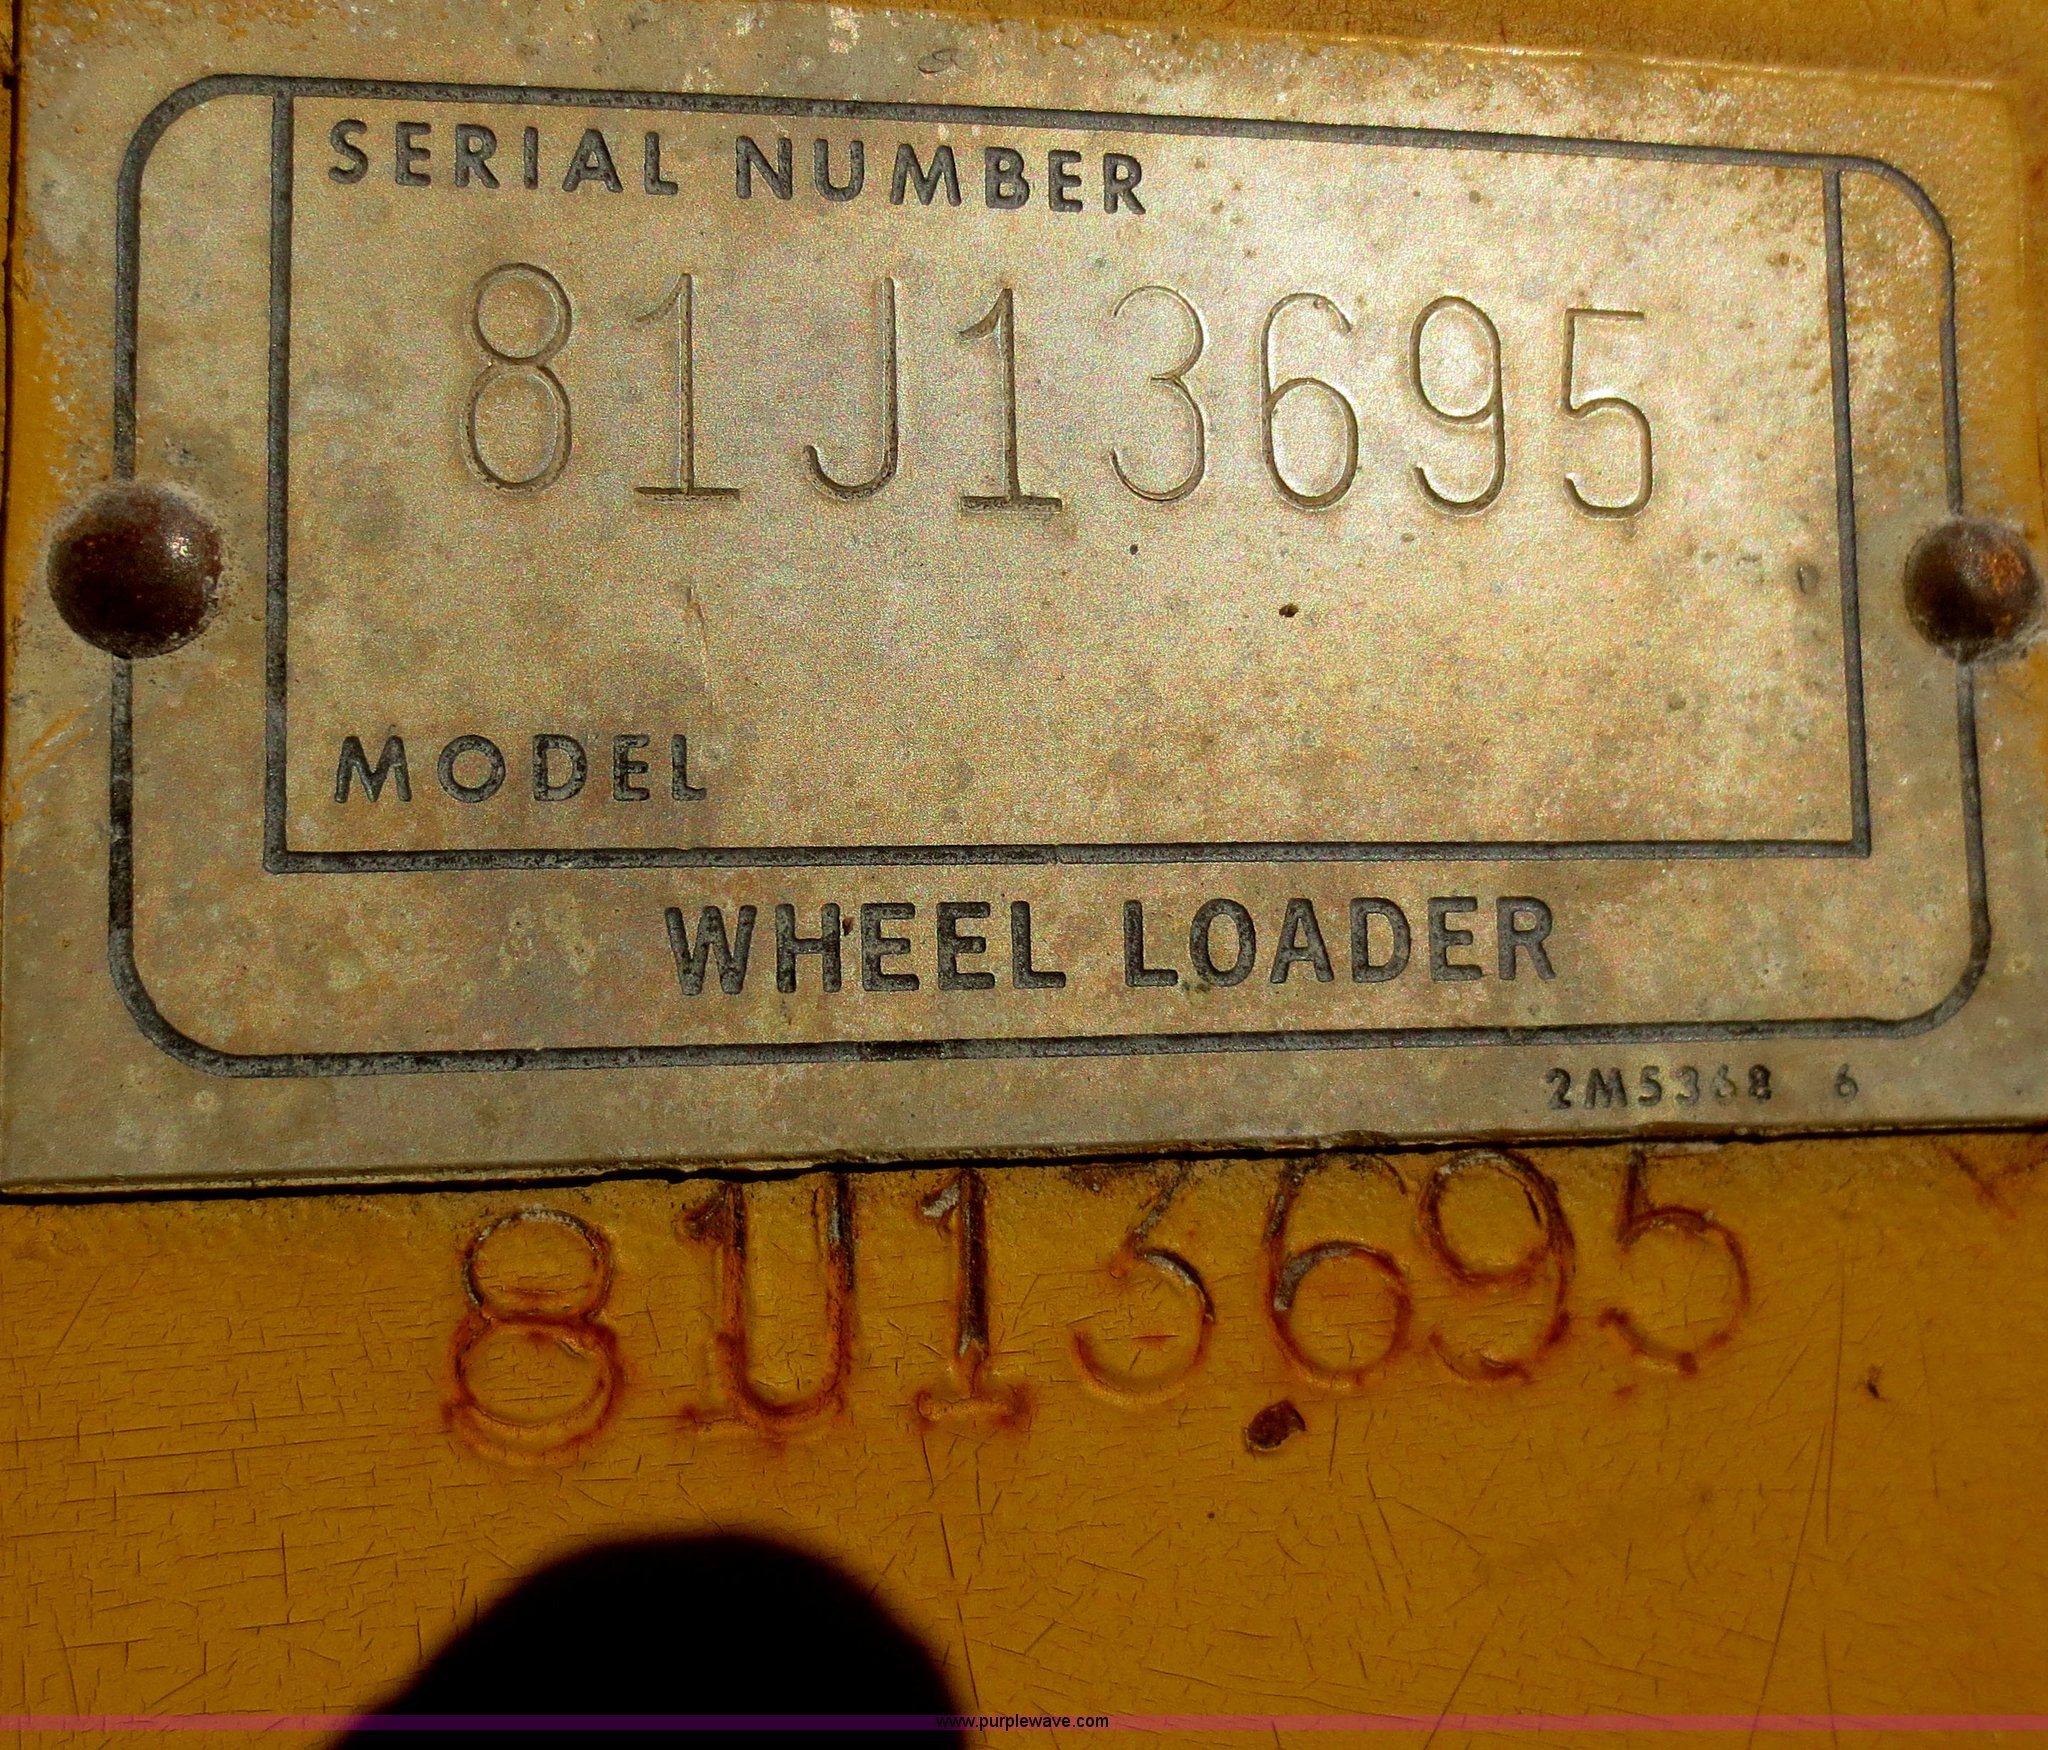 SERIAL NUMBER
81J13695
MODEL
WHEEL LOADER
2M5368 6
81J13695
www.purplewave.com